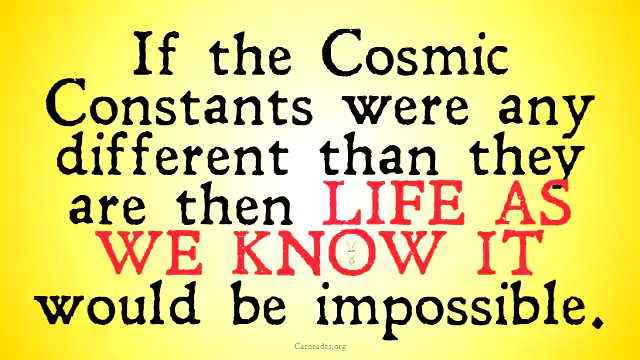 If the Cosmic
Constants were any
different than they
are then LIFE AS
WE KNOW IT
would be impossible.
Carneades.org